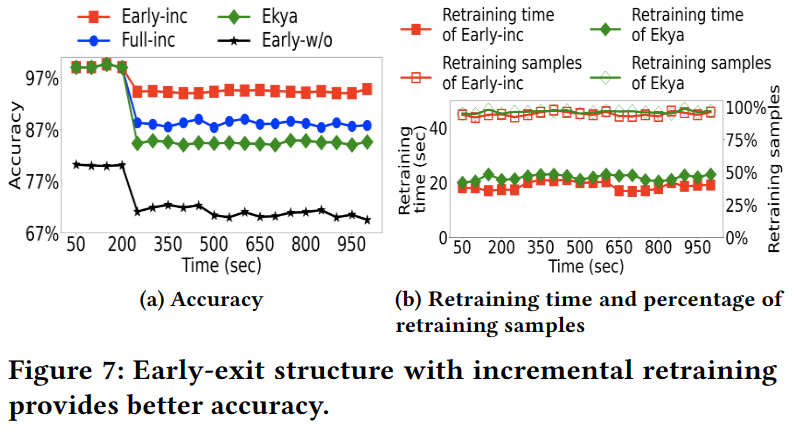 Early-inc
Ekya
Full-inc
Early-w/o
97%
87%
77%
67%
Accuracy
50 200 350 500 650 800 950
Time (sec)
(a) Accuracy
Retraining time
of Early-inc
Retraining time
of Ekya
Retraining samples
of Early-inc
Retraining samples
of Ekya
40
20
0
Retraining
time (sec)
100%
75%
50%
25%
0%
Retraining samples
50 200 350 500 650 800 950
Time (sec)
(b) Retraining time and percentage of
retraining samples
Figure 7: Early-exit structure with incremental retraining
provides better accuracy.